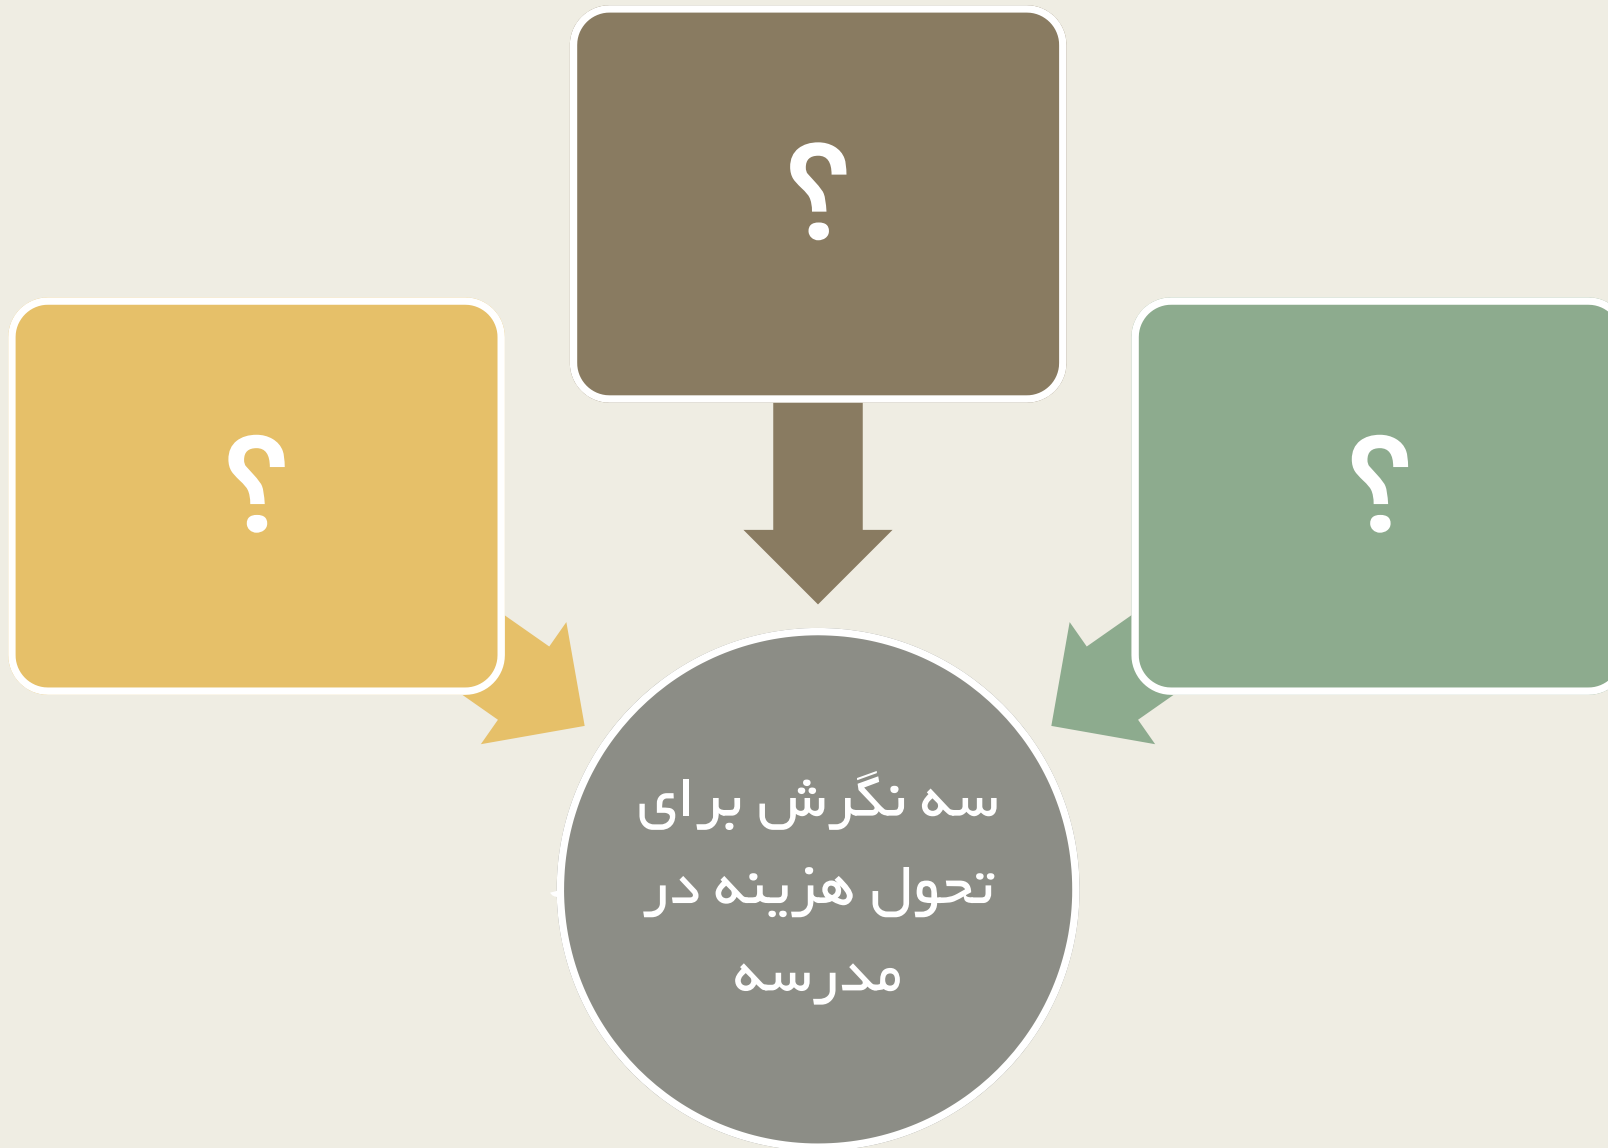 ؟
؟
؟
سه نگرش برای
تحول هزینه در
مدرسه